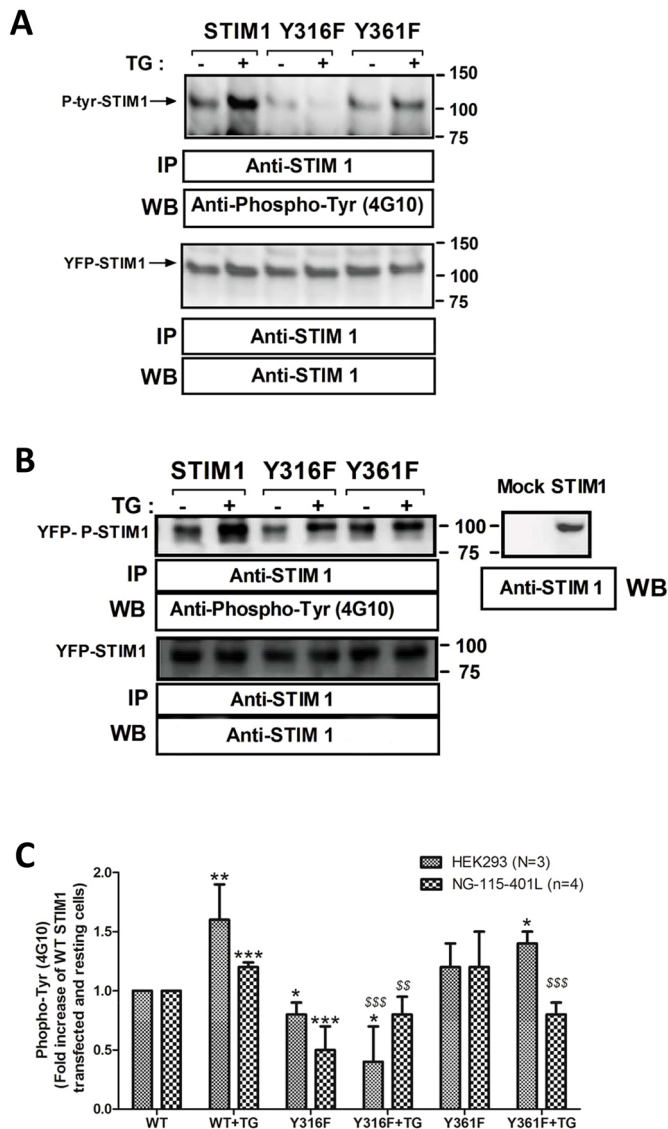 A
STIM1 Y316F Y361F
TG : - + - + - +
150
P-tyr-STIM1
100
75
IP Anti-STIM 1
WB Anti-Phospho-Tyr (4G10)
150
YFP-STIM1
100
75
IP Anti-STIM 1
WB Anti-STIM 1
B
STIM1 Y316F Y361F
TG : - + - + - +
YFP- P-STIM1
100
75
IP Anti-STIM 1
WB Anti-Phospho-Tyr (4G10)
YFP-STIM1
100
75
IP Anti-STIM 1
WB Anti-STIM 1
Mock STIM1
Anti-STIM 1 WB
C
Phopho-Tyr (4G10)
(Fold increase of WT STIM1
transfected and resting cells)
2.0
1.5
1.0
0.5
0.0
HEK293 (N=3)
NG-115-401L (n=4)
**
***
*
***
$$$
*
$$
*
$$$
WT WT+TG Y316F Y316F+TG Y361F Y361F+TG